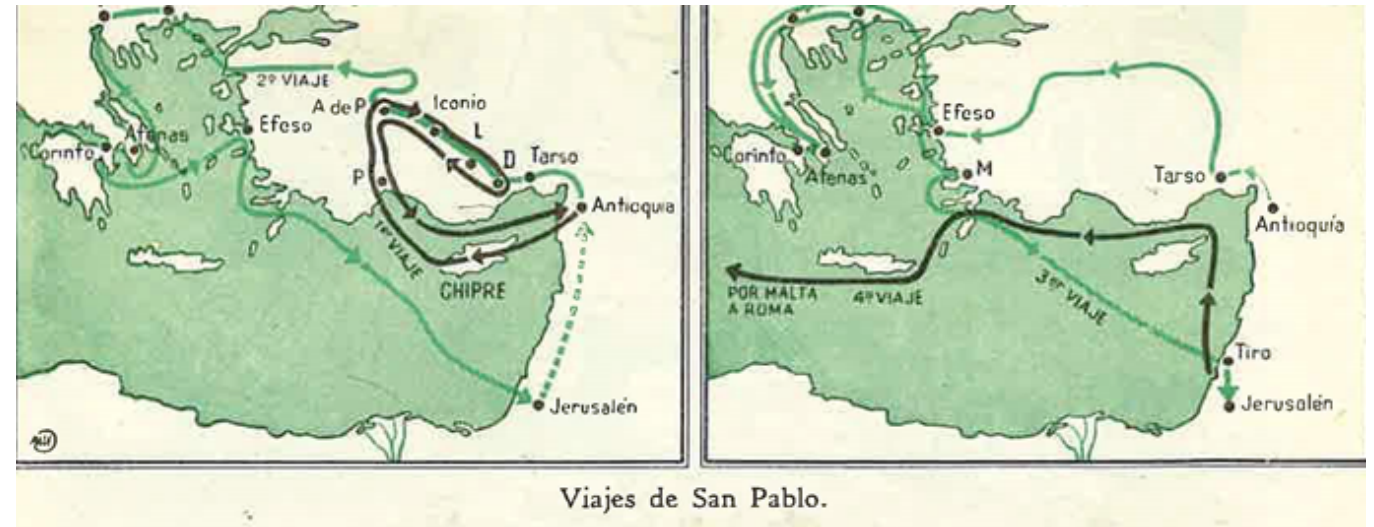 2º VIAJE
A de P
Iconio
L
D
Tarso
Efeso
Atenas
Corinto
P
Antioquia
1er VIAJE
CHIPRE
Jerusalén
Efeso
Corinto
Atenas
M
Tarso
Antioquía
POR MALTA
A ROMA
4º VIAJE
3er VIAJE
Tiro
Jerusalén
Viajes de San Pablo.